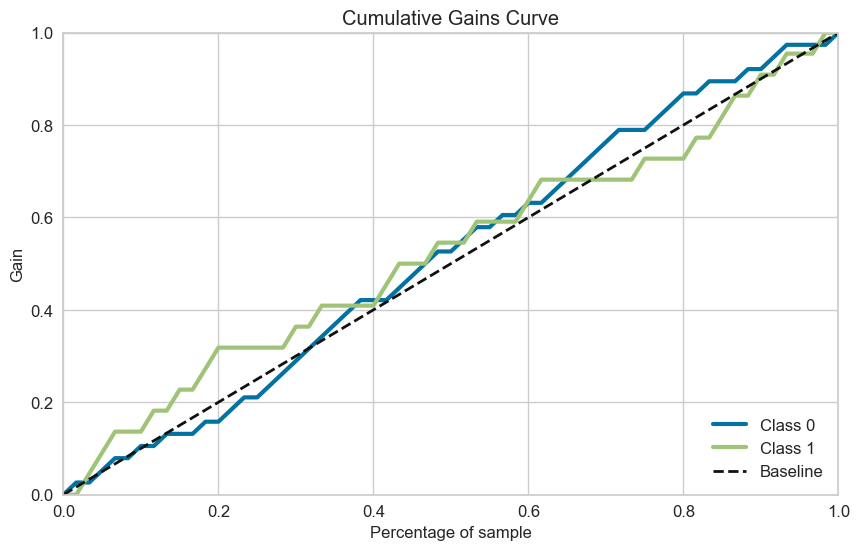 Cumulative Gains Curve
1.0
0.8
0.6
0.4
0.2
0.0
Gain
0.0 0.2 0.4 0.6 0.8 1.0
Percentage of sample
Class 0
Class 1
Baseline